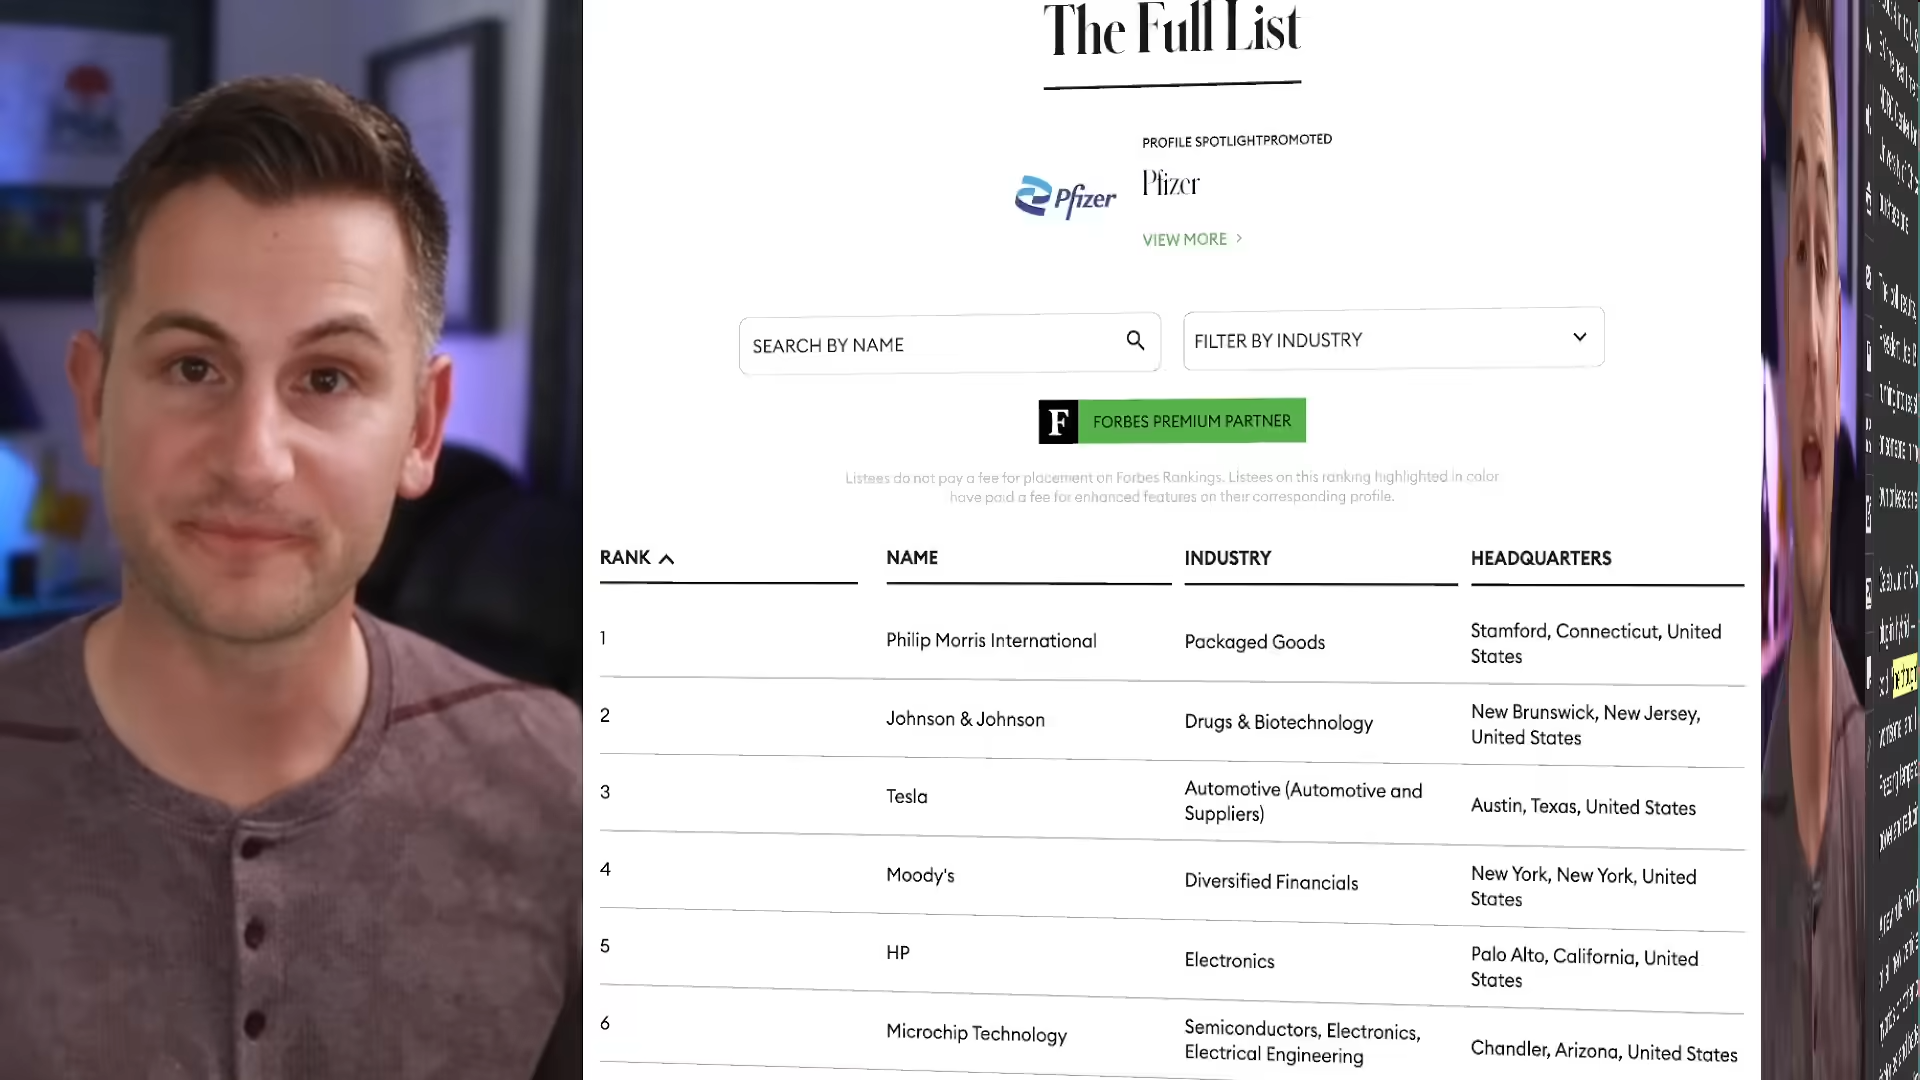 The Full List
PROFILE SPOTLIGHTPROMOTED
Pfizer
Pfizer
VIEW MORE >
SEARCH BY NAME
FILTER BY INDUSTRY
F FORBES PREMIUM PARTNER
Listees do not pay a fee for placement on Forbes Rankings. Listees on this ranking highlighted in color
have paid a fee for enhanced features on their corresponding profile.
RANK NAME INDUSTRY HEADQUARTERS
1 Philip Morris International Packaged Goods Stamford, Connecticut, United
States
2 Johnson & Johnson Drugs & Biotechnology New Brunswick, New Jersey,
United States
3 Tesla Automotive (Automotive and
Suppliers) Austin, Texas, United States
4 Moody's Diversified Financials New York, New York, United
States
5 HP Electronics Palo Alto, California, United
States
6 Microchip Technology Semiconductors, Electronics,
Electrical Engineering Chandler, Arizona, United States